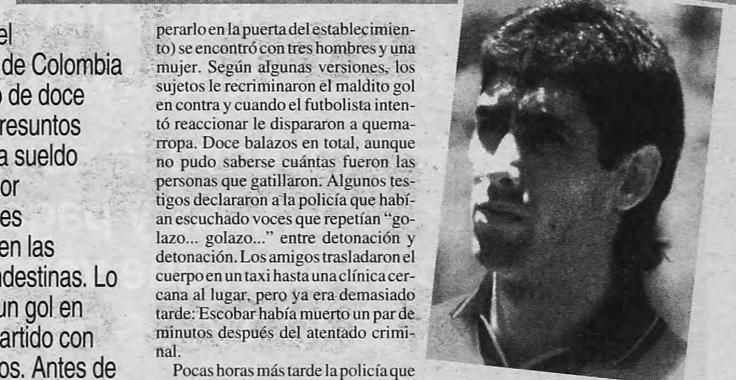 el
de Colombia
o de doce
resuntos
a sueldo
or
es
en las
ndestinas. Lo
un gol en
artido con
os. Antes de
perarlo en la puerta del establecimien-
to) se encontró con tres hombres y una
mujer. Según algunas versiones, los
sujetos le recriminaron el maldito gol
en contra y cuando el futbolista inten-
tó reaccionar le dispararon a quema-
rropa. Doce balazos en total, aunque
no pudo saberse cuántas fueron las
personas que gatillaron. Algunos tes-
tigos declararon a la policía que habí-
an escuchado voces que repetían "go-
lazo... golazo..." entre detonación y
detonación. Los amigos trasladaron el
cuerpo en un taxi hasta una clínica cer-
cana al lugar, pero ya era demasiado
tarde: Escobar había muerto un par de
minutos después del atentado crimi-
nal.
Pocas horas más tarde la policía que